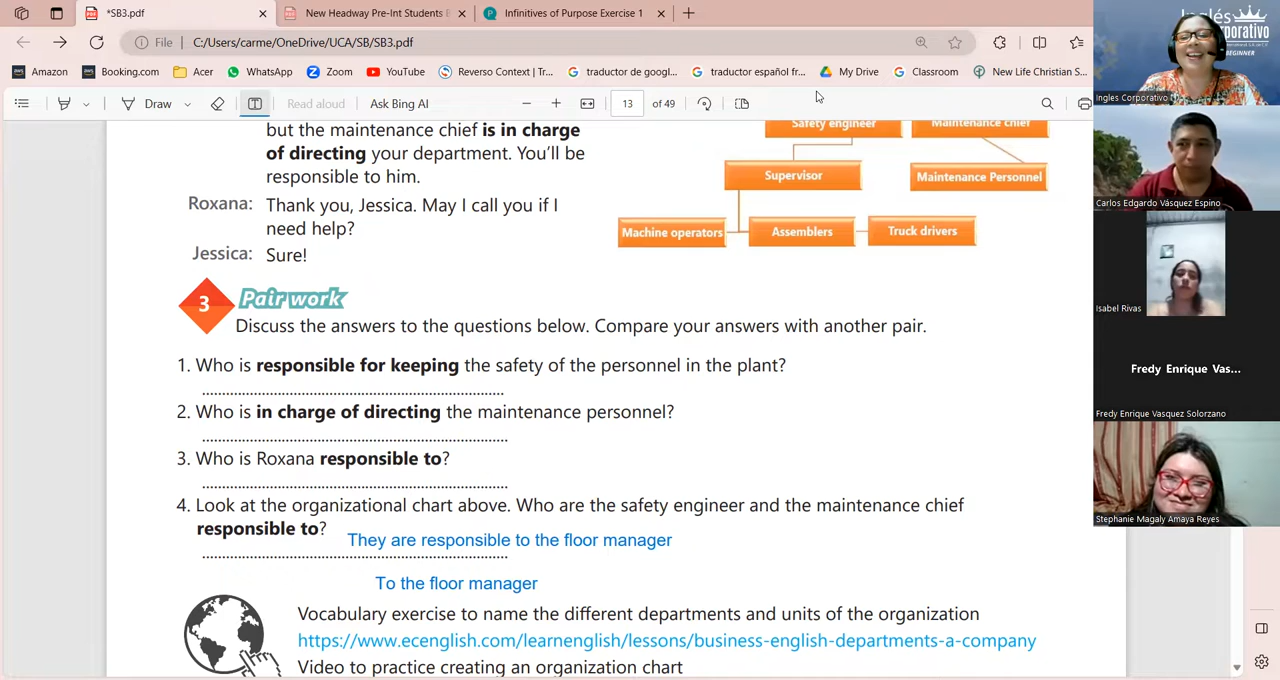 *SB3.pdf
New Headway Pre-Int Students E
Infinitives of Purpose Exercise 1
File
C:/Users/carme/OneDrive/UCA/SB/SB3.pdf
Amazon
Booking.com
Acer
WhatsApp
Zoom
YouTube
Reverso Context | Tr...
traductor de googl...
traductor español fr...
My Drive
Classroom
New Life Christian S...
Draw
Read aloud
Ask Bing AI
13
of 49
but the maintenance chief is in charge
of directing your department. You'll be
responsible to him.
Roxana: Thank you, Jessica. May I call you if I
need help?
Jessica: Sure!
Safety engineer
Maintenance chief
Supervisor
Maintenance Personnel
Machine operators
Assemblers
Truck drivers
3 Pair work
Discuss the answers to the questions below. Compare your answers with another pair.
1. Who is responsible for keeping the safety of the personnel in the plant?
2. Who is in charge of directing the maintenance personnel?
3. Who is Roxana responsible to?
4. Look at the organizational chart above. Who are the safety engineer and the maintenance chief
responsible to?
They are responsible to the floor manager
To the floor manager
Vocabulary exercise to name the different departments and units of the organization
https://www.ecenglish.com/learnenglish/lessons/business-english-departments-a-company
Video to practice creating an organization chart
Inglés
Corporativo
Carlos Edgardo Vásquez Espino
Isabel Rivas
Fredy Enrique Vas...
Fredy Enrique Vasquez Solorzano
Stephanie Magaly Amaya Reyes